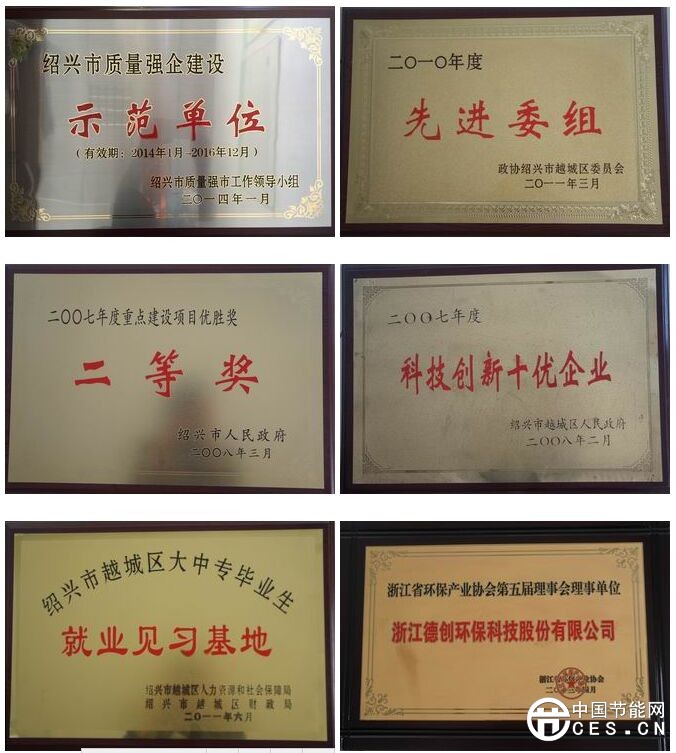 绍兴市质量强企建设
示范单位
(有效期：2014年1月-2016年12月)
绍兴市质量强市工作领导小组
二〇一四年一月
二〇一〇年度
先进委组
政协绍兴市越城区委员会
二〇一一年三月
二〇〇七年度重点建设项目优胜奖
二等奖
绍兴市人民政府
二〇〇八年三月
二〇〇七年度
科技创新十优企业
绍兴市越城区人民政府
二〇〇八年二月
绍兴市越城区大中专毕业生
就业见习基地
绍兴市越城区人力资源和社会保障局
绍兴市越城区财政局
二〇一一年六月
浙江省环保产业协会第五届理事会理事单位
浙江德创环保科技股份有限公司
中国节能网
CES.CN